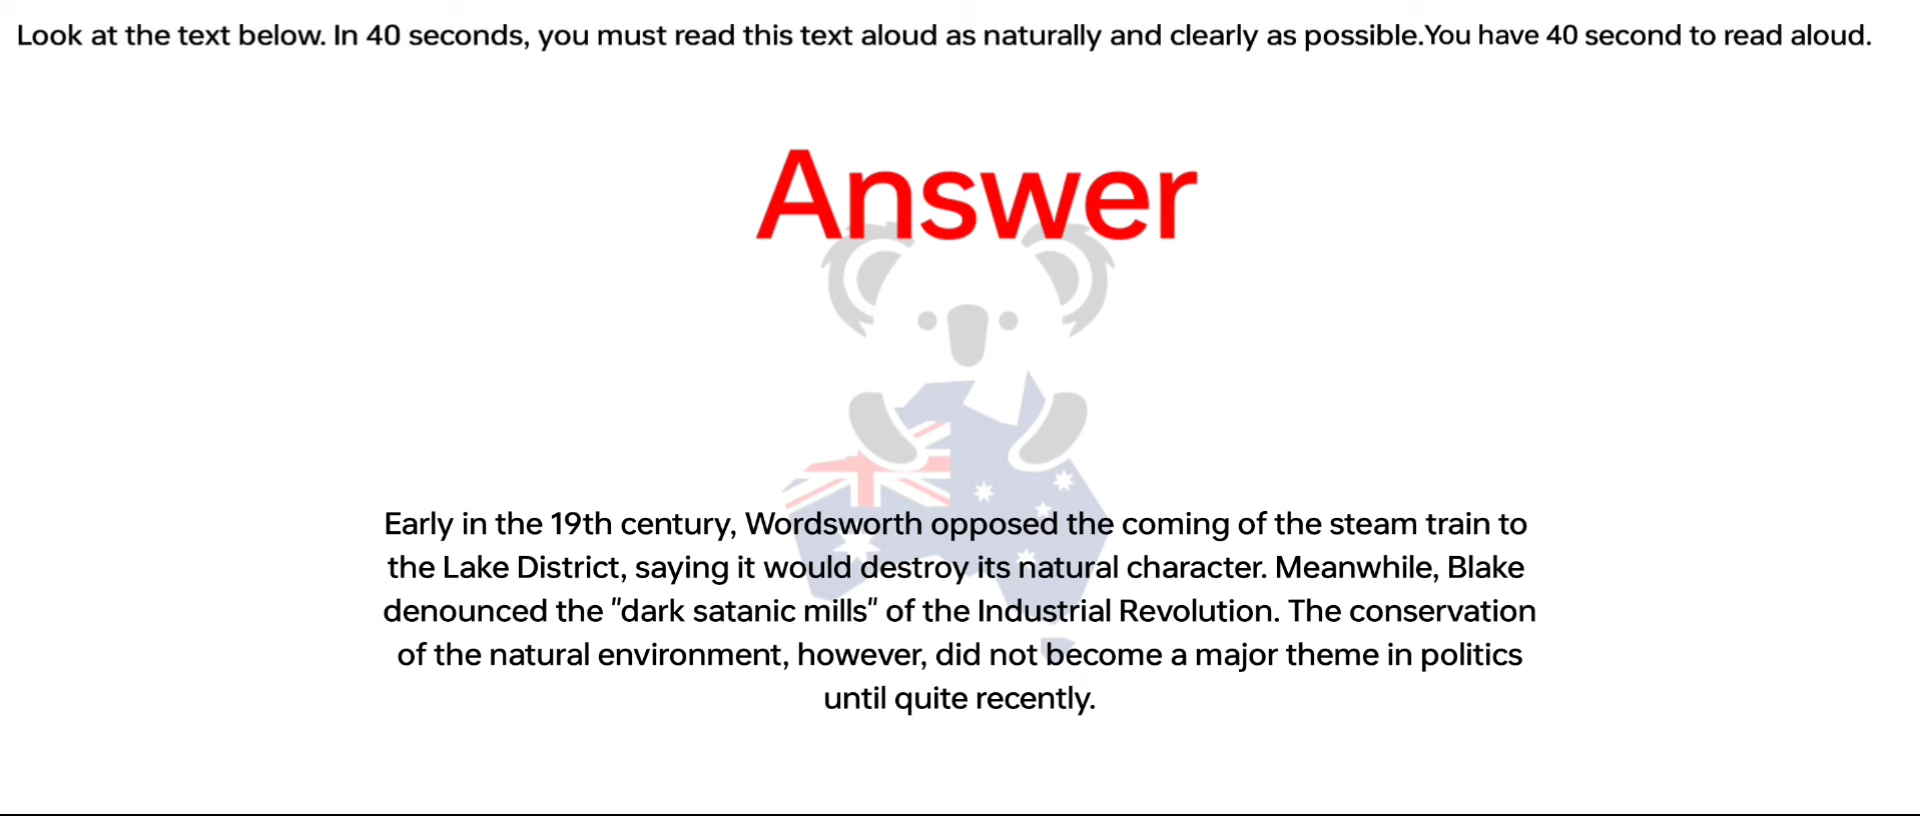 Look at the text below. In 40 seconds, you must read this text aloud as naturally and clearly as possible.You have 40 second to read aloud.
Answer
Early in the 19th century, Wordsworth opposed the coming of the steam train to
the Lake District, saying it would destroy its natural character. Meanwhile, Blake
denounced the "dark satanic mills" of the Industrial Revolution. The conservation
of the natural environment, however, did not become a major theme in politics
until quite recently.